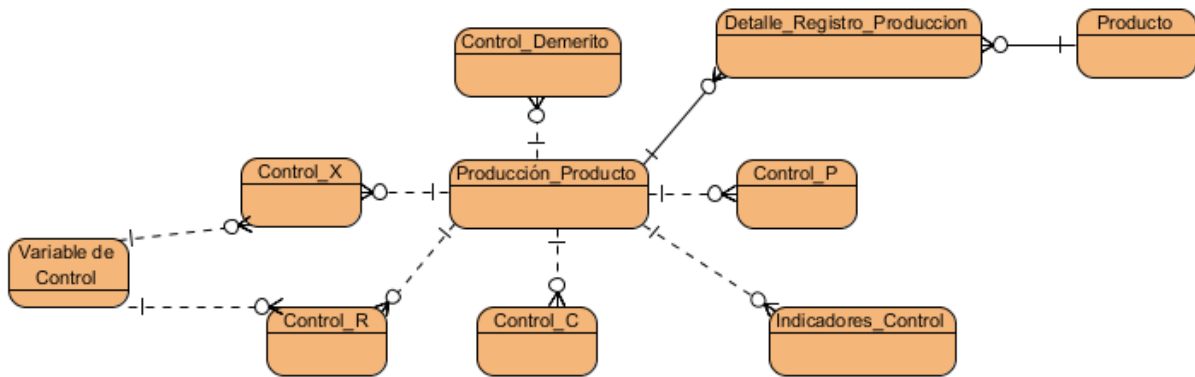 Detalle_Registro_Produccion
Producto
Control_Demerito
Control_X
Producción_Producto
Control_P
Variable de
Control
Control_R
Control_C
Indicadores_Control